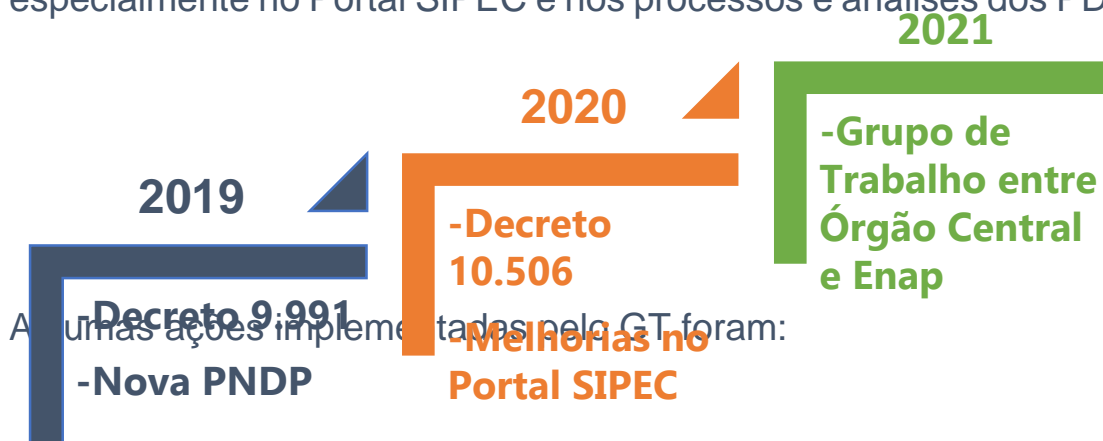 especialmente no Portal SIPEC e nos processos e análises dos PD
2021
2020
2019
-Grupo de
Trabalho entre
Órgão Central
e Enap
-Decreto
10.506
-Melhorias no
Portal SIPEC
-Decreto 9.991
-Nova PNDP
Algumas ações implementadas pelo GT foram: